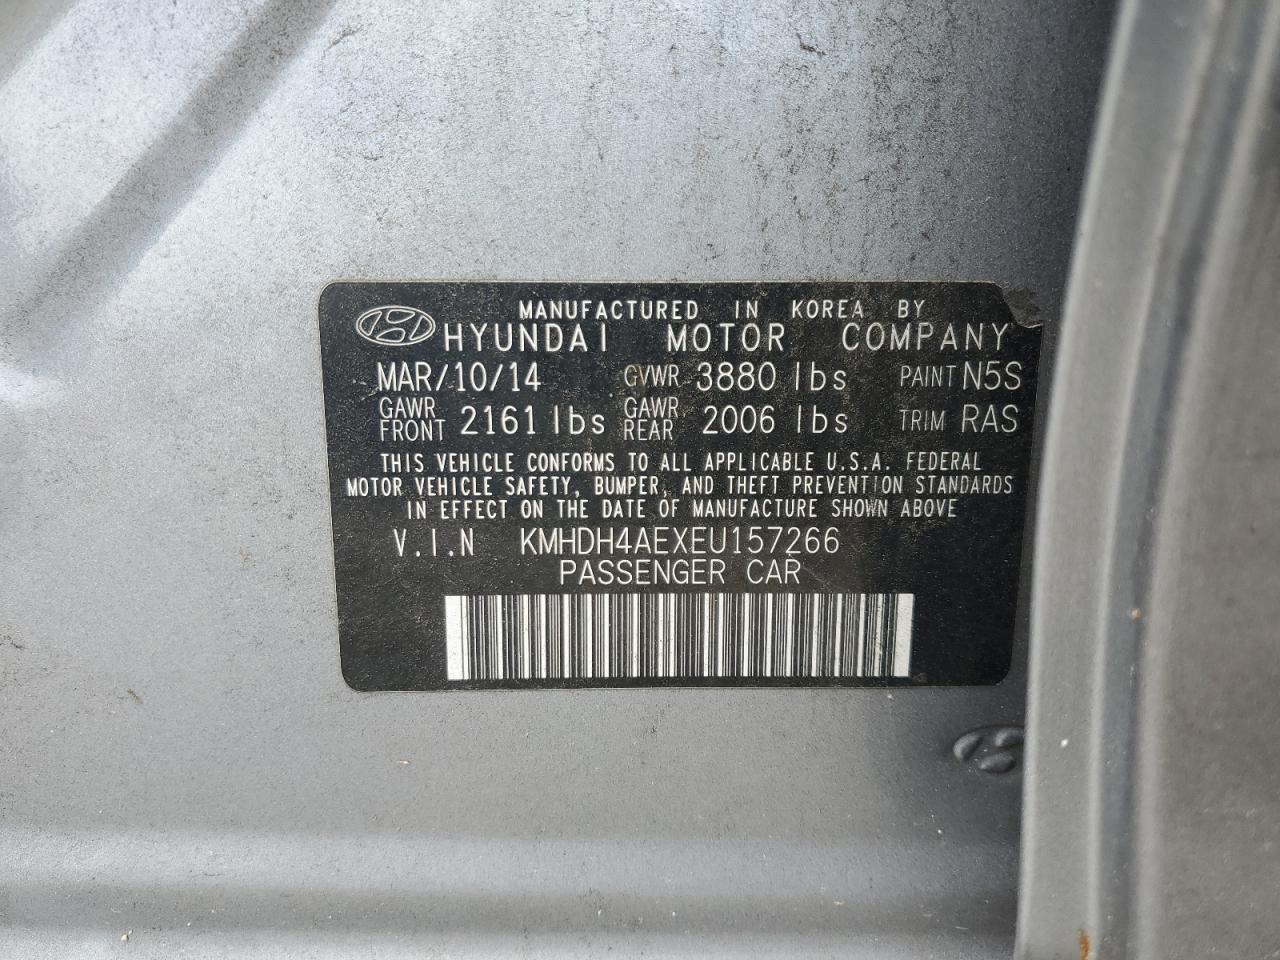 MANUFACTURED IN KOREA BY
HYUNDAI MOTOR COMPANY
MAR/10/14 GVWR 3880 lbs PAINT N5S
GAWR FRONT 2161 lbs GAWR REAR 2006 lbs TRIM RAS
THIS VEHICLE CONFORMS TO ALL APPLICABLE U.S.A. FEDERAL
MOTOR VEHICLE SAFETY, BUMPER, AND THEFT PREVENTION STANDARDS
IN EFFECT ON THE DATE OF MANUFACTURE SHOWN ABOVE
V.I.N KMHDH4AEXEU157266
PASSENGER CAR